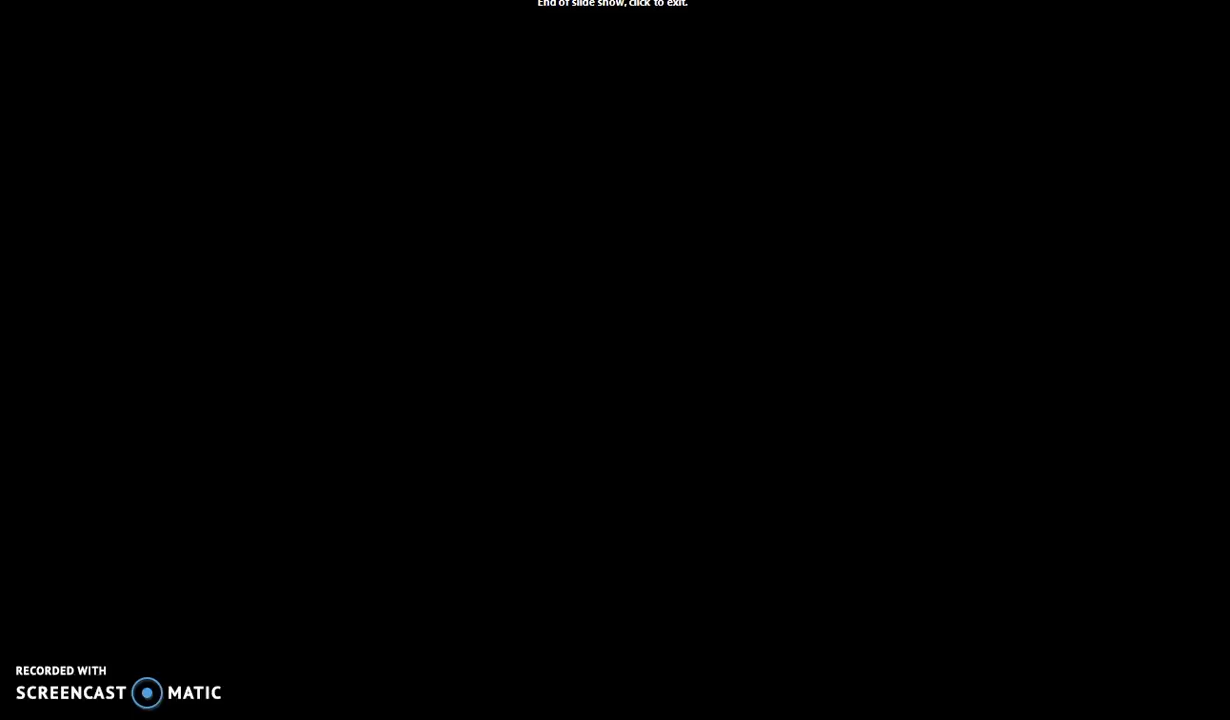 End of slide show, click to exit.
RECORDED WITH
SCREENCAST MATIC